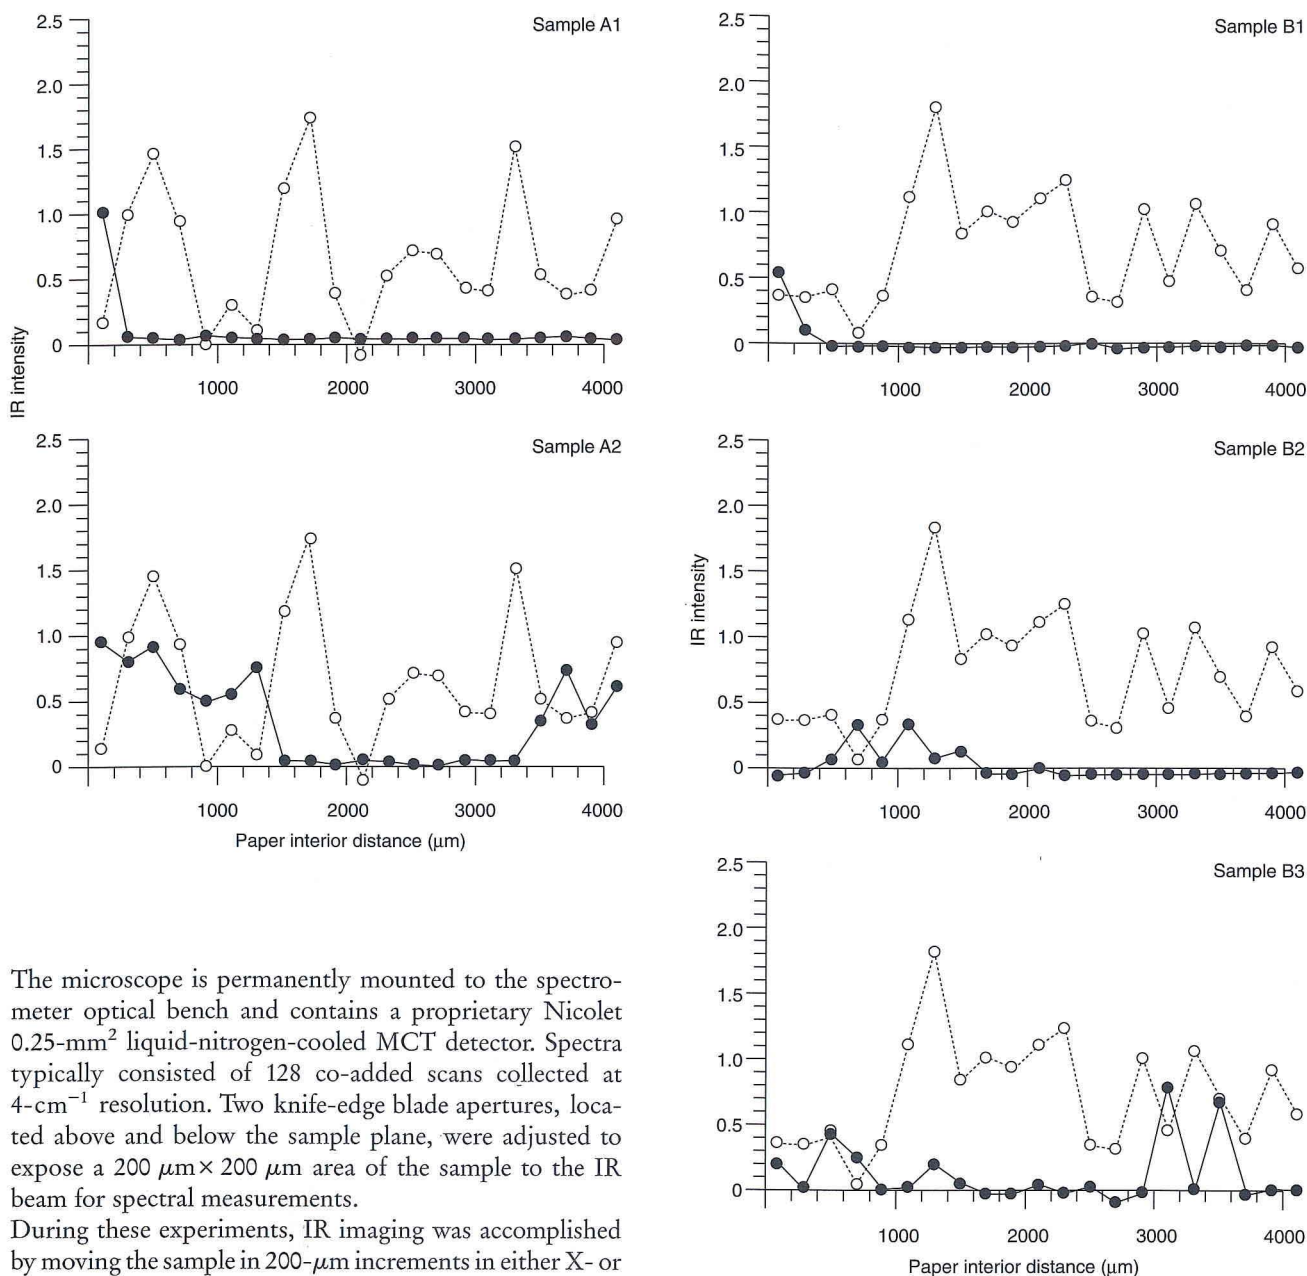 2.5
Sample A1
2.0
1.5
1.0
0.5
0
1000
2000
3000
4000
IR intensity
2.5
Sample A2
2.0
1.5
1.0
0.5
0
1000
2000
3000
4000
Paper interior distance (μm)
The microscope is permanently mounted to the spectro-
meter optical bench and contains a proprietary Nicolet
0.25-mm² liquid-nitrogen-cooled MCT detector. Spectra
typically consisted of 128 co-added scans collected at
4-cm⁻¹ resolution. Two knife-edge blade apertures, loca-
ted above and below the sample plane, were adjusted to
expose a 200 μm × 200 μm area of the sample to the IR
beam for spectral measurements.
During these experiments, IR imaging was accomplished
by moving the sample in 200-μm increments in either X- or
2.5
Sample B1
2.0
1.5
1.0
0.5
0
1000
2000
3000
4000
2.5
Sample B2
2.0
1.5
1.0
0.5
0
1000
2000
3000
4000
IR intensity
2.5
Sample B3
2.0
1.5
1.0
0.5
0
1000
2000
3000
4000
Paper interior distance (μm)